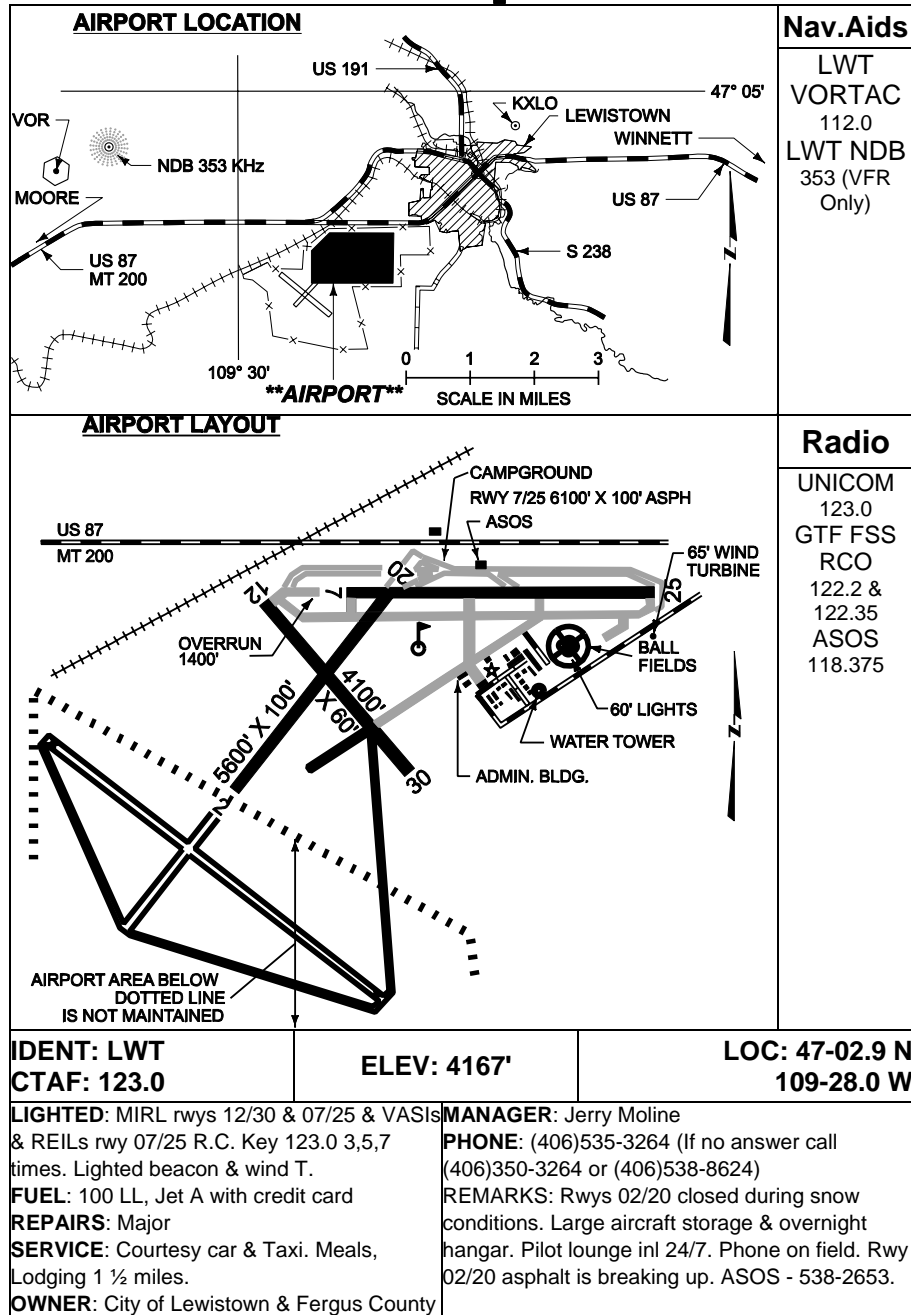 AIRPORT LOCATION
US 191
47° 05'
KXLO
LEWISTOWN
WINNETT
VOR
NDB 353 KHz
MOORE
US 87
US 87
MT 200
S 238
N
109° 30'
**AIRPORT**
0 1 2 3
SCALE IN MILES
Nav.Aids
LWT
VORTAC
112.0
LWT NDB
353 (VFR
Only)
AIRPORT LAYOUT
CAMPGROUND
RWY 7/25 6100' X 100' ASPH
ASOS
US 87
MT 200
65' WIND
TURBINE
20
12
7
25
OVERRUN
1400'
BALL
FIELDS
4100'
X 60'
5600' X 100'
60' LIGHTS
WATER TOWER
ADMIN. BLDG.
30
2
N
AIRPORT AREA BELOW
DOTTED LINE
IS NOT MAINTAINED
Radio
UNICOM
123.0
GTF FSS
RCO
122.2 &
122.35
ASOS
118.375
IDENT: LWT
CTAF: 123.0
ELEV: 4167'
LOC: 47-02.9 N
109-28.0 W
LIGHTED: MIRL rwys 12/30 & 07/25 & VASIs
& REILs rwy 07/25 R.C. Key 123.0 3,5,7
times. Lighted beacon & wind T.
FUEL: 100 LL, Jet A with credit card
REPAIRS: Major
SERVICE: Courtesy car & Taxi. Meals,
Lodging 1 ½ miles.
OWNER: City of Lewistown & Fergus County
MANAGER: Jerry Moline
PHONE: (406)535-3264 (If no answer call
(406)350-3264 or (406)538-8624)
REMARKS: Rwys 02/20 closed during snow
conditions. Large aircraft storage & overnight
hangar. Pilot lounge inl 24/7. Phone on field. Rwy
02/20 asphalt is breaking up. ASOS - 538-2653.